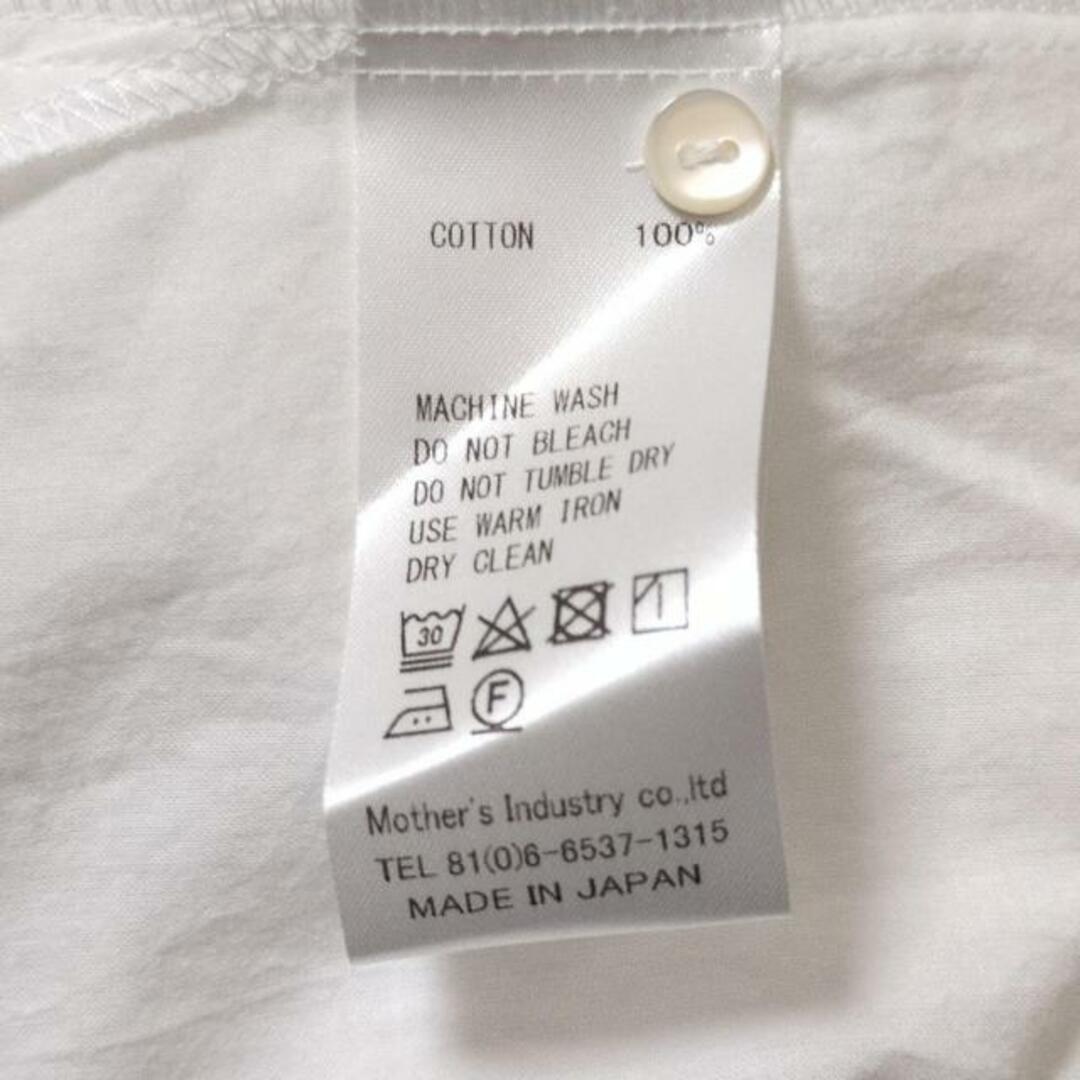 COTTON 100%
MACHINE WASH
DO NOT BLEACH
DO NOT TUMBLE DRY
USE WARM IRON
DRY CLEAN
30
F
Mother's Industry co.,ltd
TEL 81(0)6-6537-1315
MADE IN JAPAN